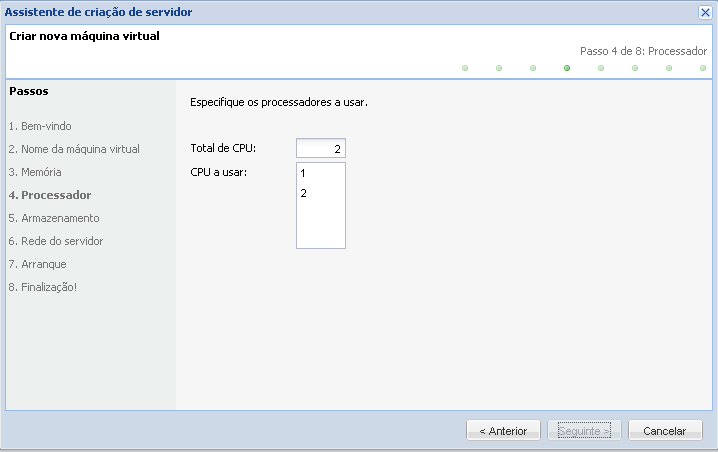 Assistente de criação de servidor
Criar nova máquina virtual
Passo 4 de 8: Processador
Passos
1. Bem-vindo
2. Nome da máquina virtual
3. Memória
4. Processador
5. Armazenamento
6. Rede do servidor
7. Arranque
8. Finalização!
Especifique os processadores a usar.
Total de CPU: 2
CPU a usar: 1
2
< Anterior
Seguinte >
Cancelar